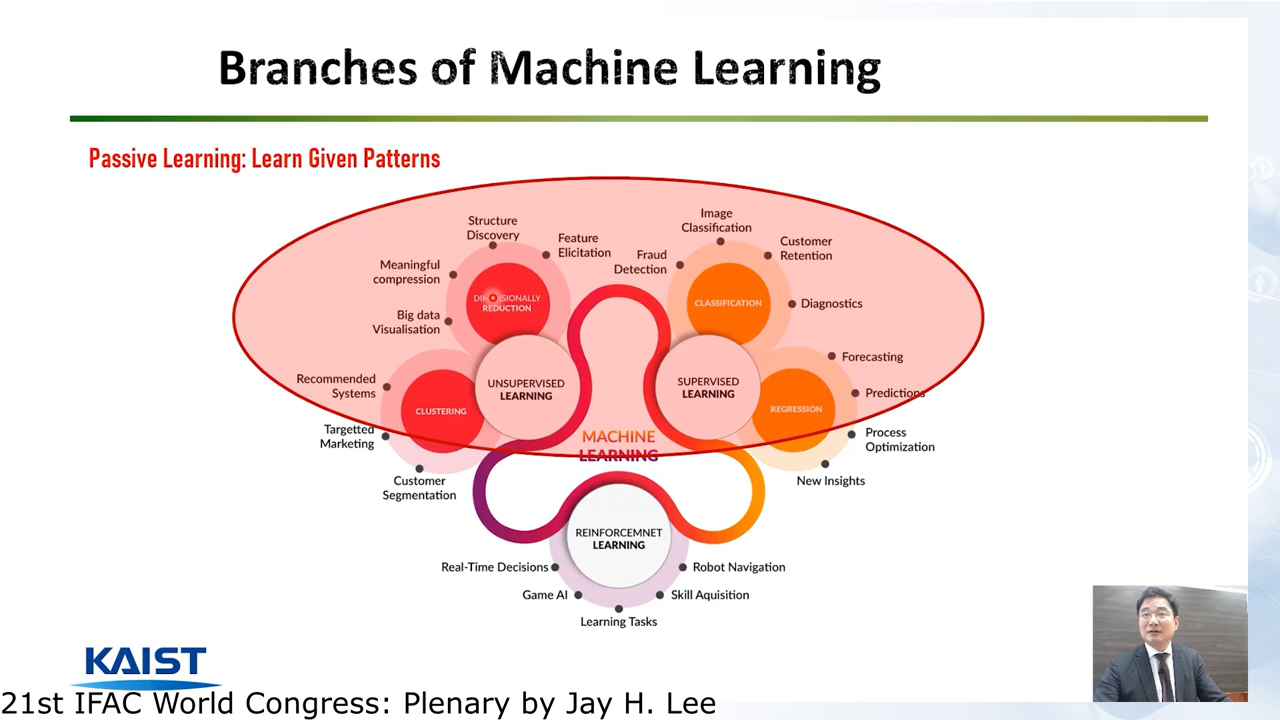 Branches of Machine Learning
Passive Learning: Learn Given Patterns
Structure
Discovery
Feature
Elicitation
Meaningful
compression
Big data
Visualisation
DIMENSIONALLY
REDUCTION
Image
Classification
Fraud
Detection
Customer
Retention
Diagnostics
CLASSIFICATION
Recommended
Systems
Targetted
Marketing
Customer
Segmentation
CLUSTERING
UNSUPERVISED
LEARNING
SUPERVISED
LEARNING
REGRESSION
Forecasting
Predictions
Process
Optimization
New Insights
MACHINE
LEARNING
REINFORCEMNET
LEARNING
Real-Time Decisions
Robot Navigation
Game AI
Skill Aquisition
Learning Tasks
KAIST
21st IFAC World Congress: Plenary by Jay H. Lee